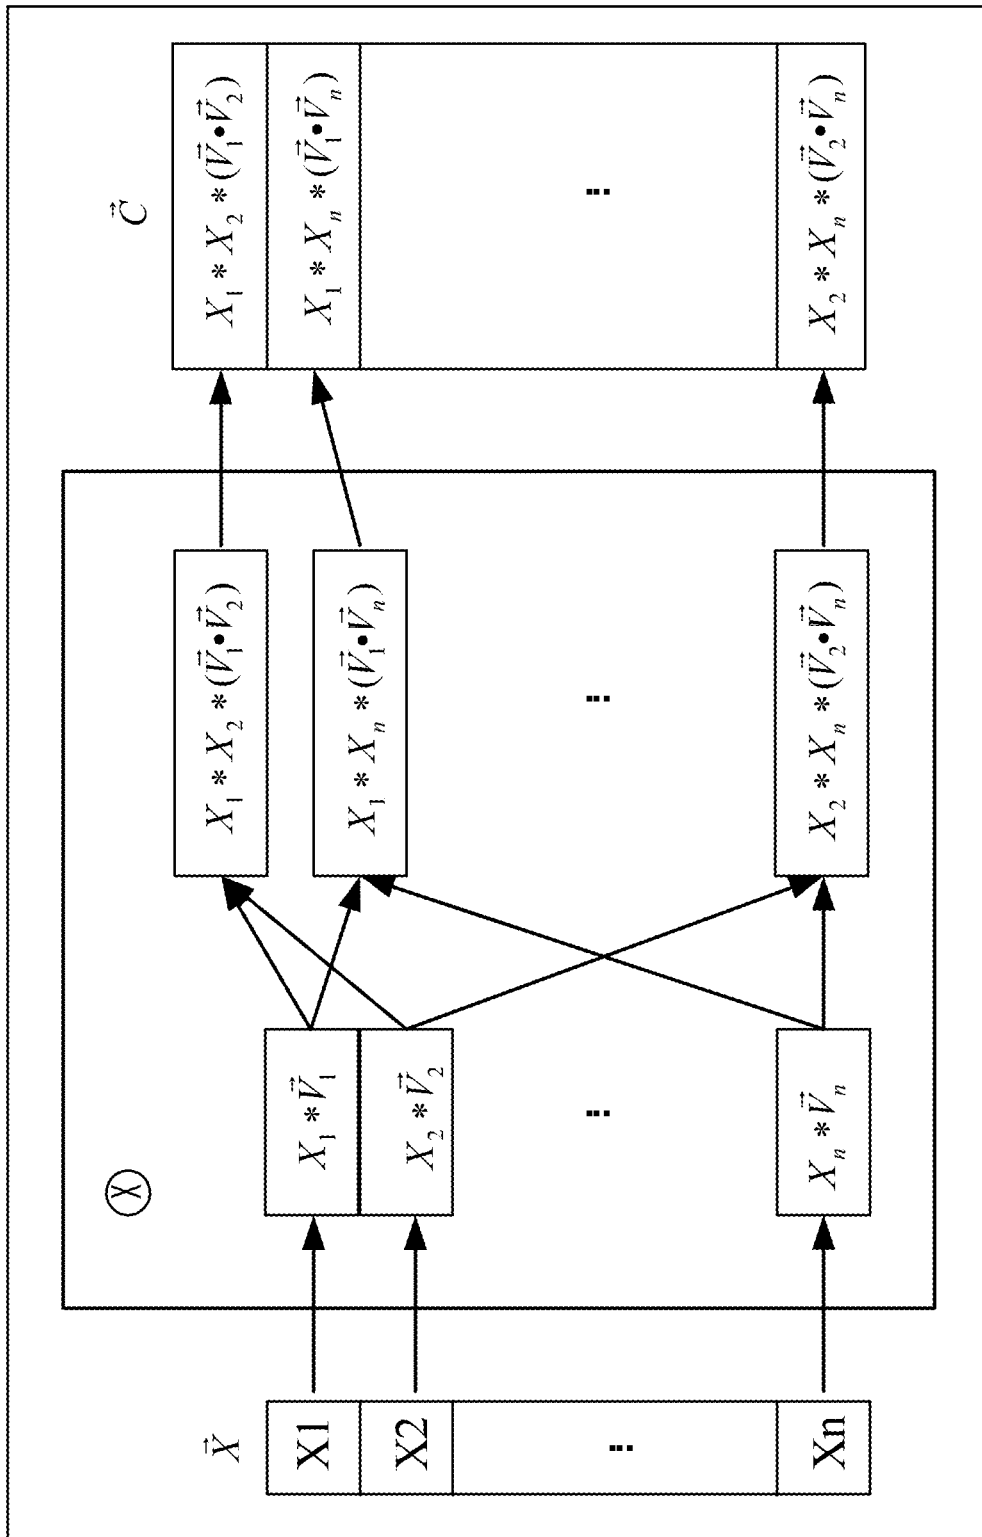 X⃗
X1
X2
...
Xn
Ⓧ
X₁ * V⃗₁
X₂ * V⃗₂
...
Xₙ * V⃗ₙ
X₁ * X₂ * (V⃗₁•V⃗₂)
X₁ * Xₙ * (V⃗₁•V⃗ₙ)
...
X₂ * Xₙ * (V⃗₂•V⃗ₙ)
C⃗
X₁ * X₂ * (V⃗₁•V⃗₂)
X₁ * Xₙ * (V⃗₁•V⃗ₙ)
...
X₂ * Xₙ * (V⃗₂•V⃗ₙ)